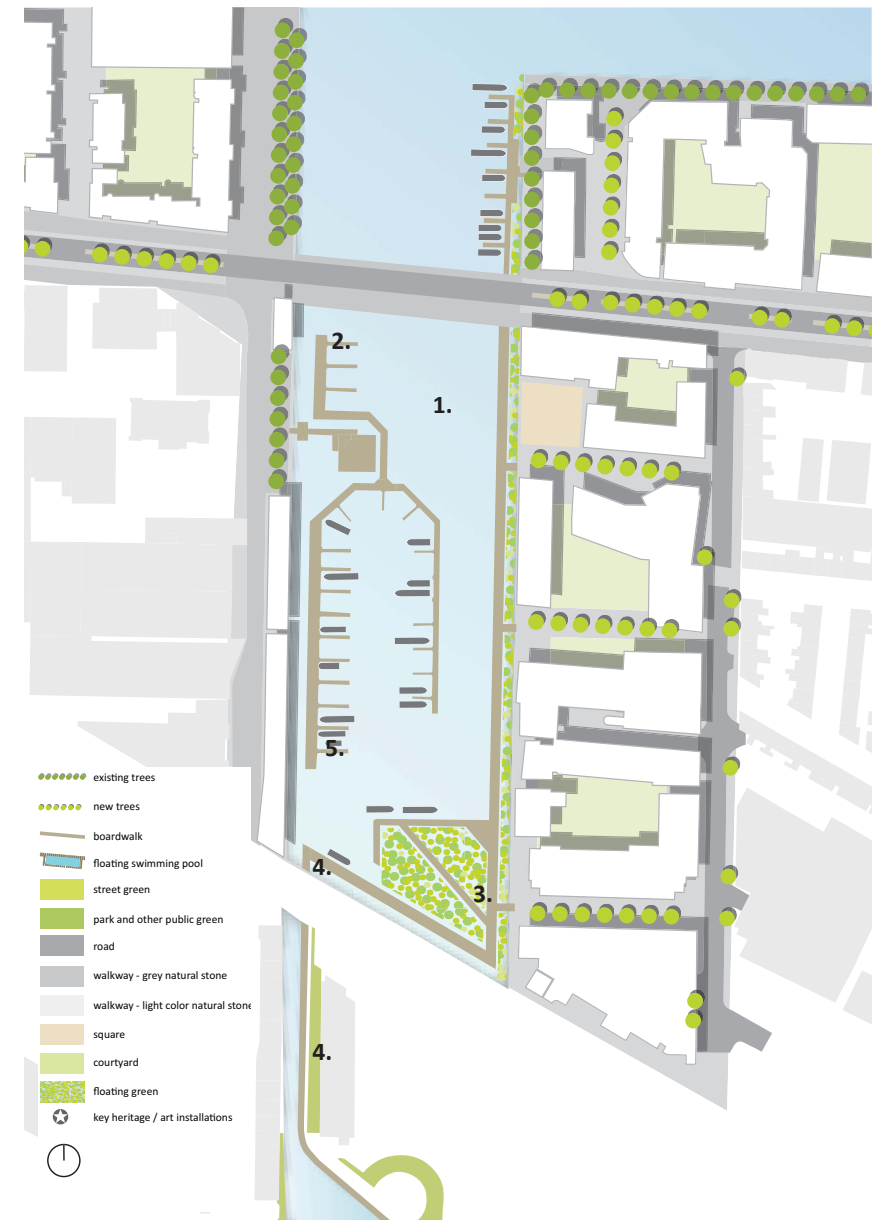 2.
1.
5.
4.
3.
4.
existing trees
new trees
boardwalk
floating swimming pool
street green
park and other public green
road
walkway - grey natural stone
walkway - light color natural stone
square
courtyard
floating green
key heritage / art installations